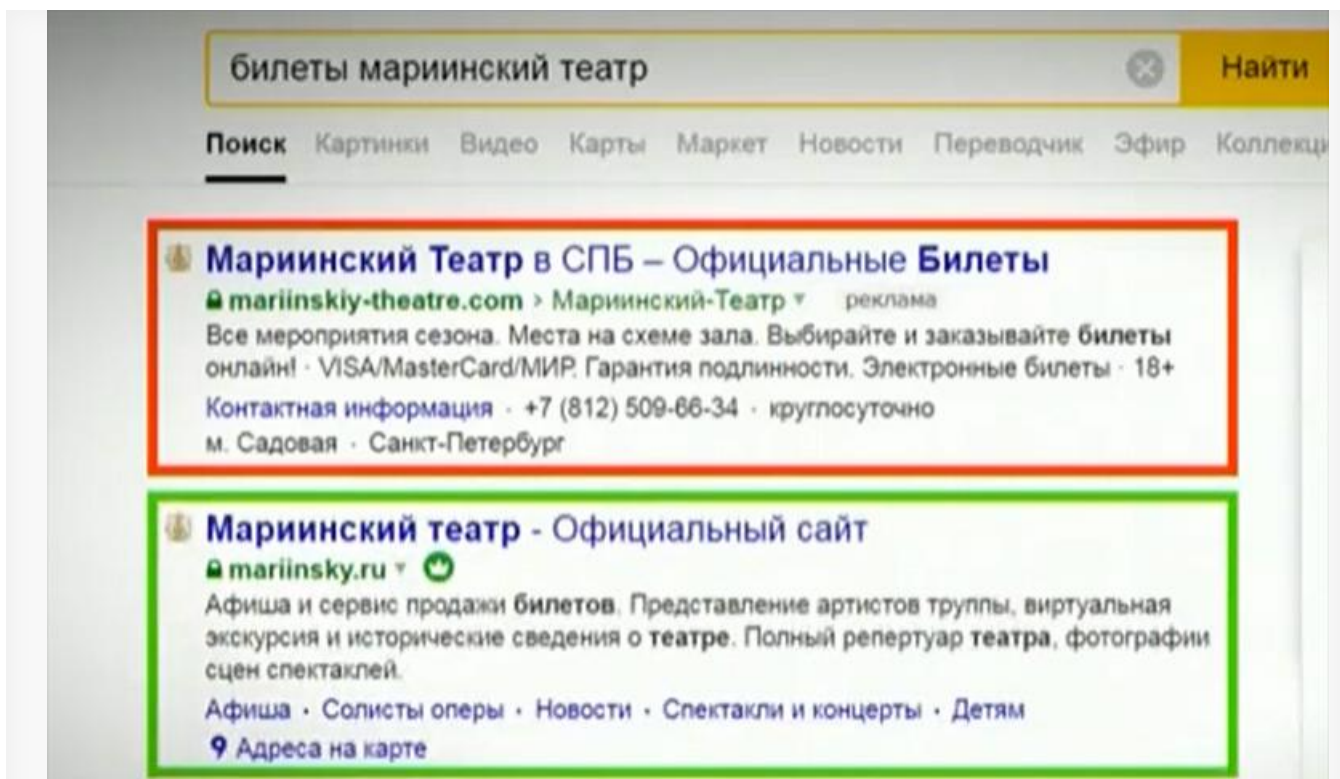 билеты мариинский театр Найти
Поиск Картинки Видео Карты Маркет Новости Переводчик Эфир Коллекци
Мариинский Театр в СПБ – Официальные Билеты
mariinskiy-theatre.com › Мариинский-Театр реклама
Все мероприятия сезона. Места на схеме зала. Выбирайте и заказывайте билеты
онлайн! · VISA/MasterCard/МИР. Гарантия подлинности. Электронные билеты · 18+
Контактная информация · +7 (812) 509-66-34 · круглосуточно
м. Садовая · Санкт-Петербург
Мариинский театр - Официальный сайт
mariinsky.ru
Афиша и сервис продажи билетов. Представление артистов труппы, виртуальная
экскурсия и исторические сведения о театре. Полный репертуар театра, фотографии
сцен спектаклей.
Афиша · Солисты оперы · Новости · Спектакли и концерты · Детям
Адреса на карте